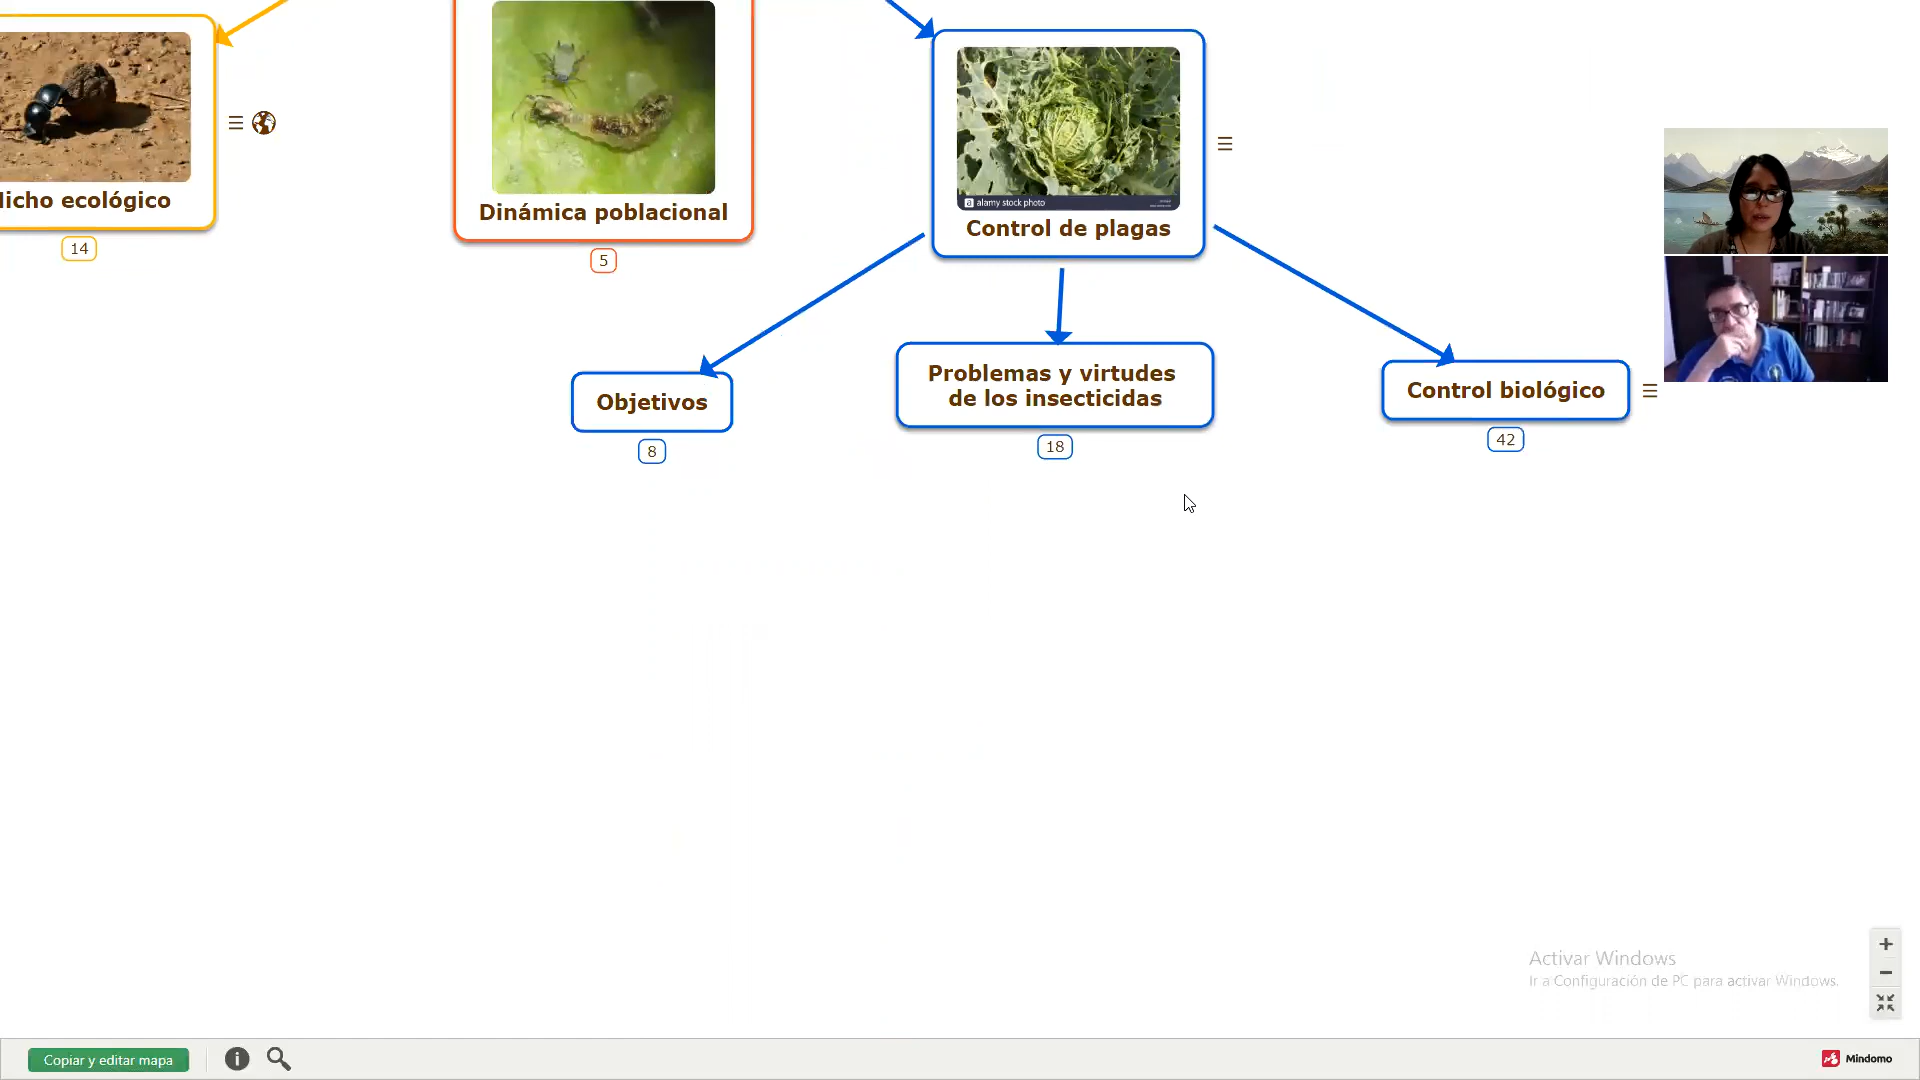 icho ecológico
14
Dinámica poblacional
5
alamy stock photo
Control de plagas
Objetivos
8
Problemas y virtudes
de los insecticidas
18
Control biológico
42
Activar Windows
Ir a Configuración de PC para activar Windows.
Copiar y editar mapa
Mindomo